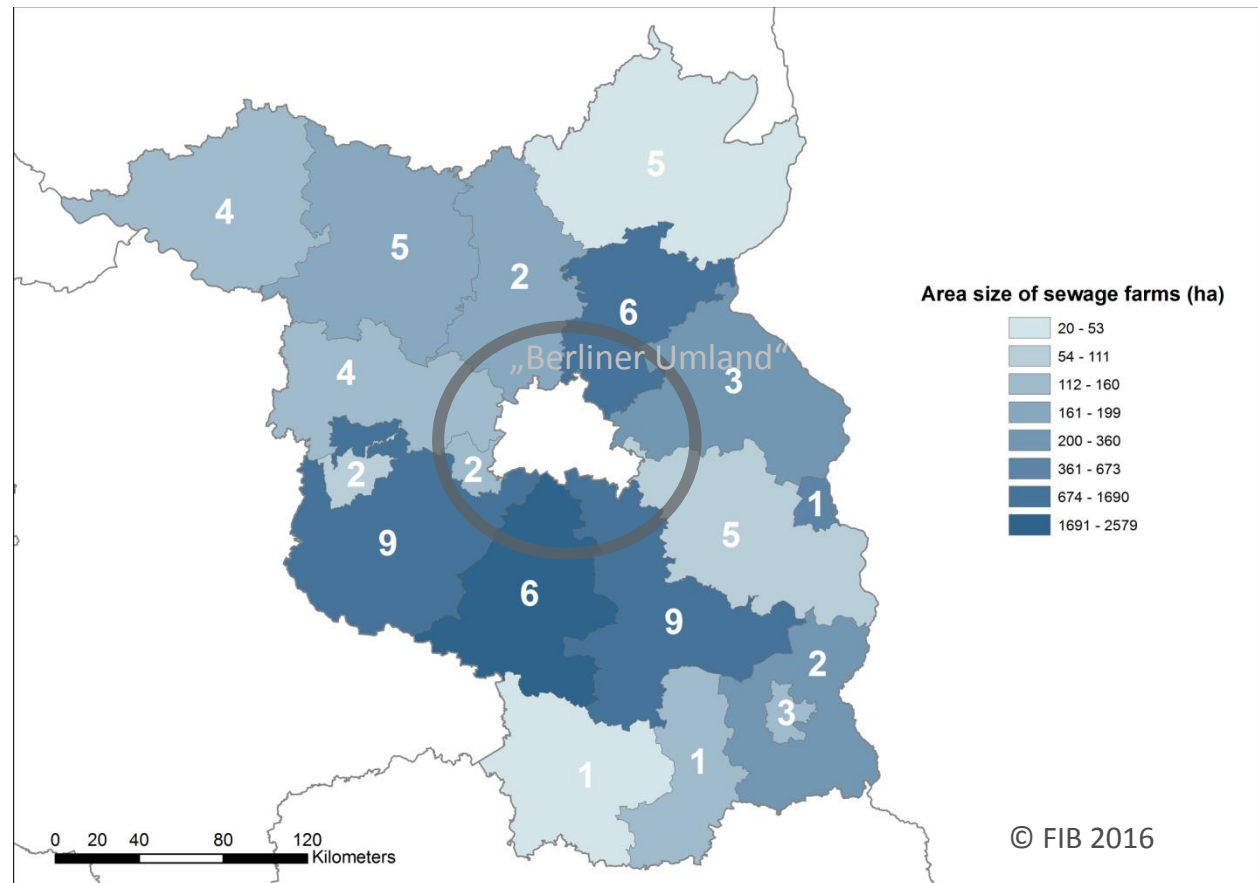 5
4
5
2
6
„Berliner Umland“
3
4
2
2
1
5
9
6
9
2
3
1
1
Area size of sewage farms (ha)
20 - 53
54 - 111
112 - 160
161 - 199
200 - 360
361 - 673
674 - 1690
1691 - 2579
0 20 40 80 120
Kilometers
© FIB 2016